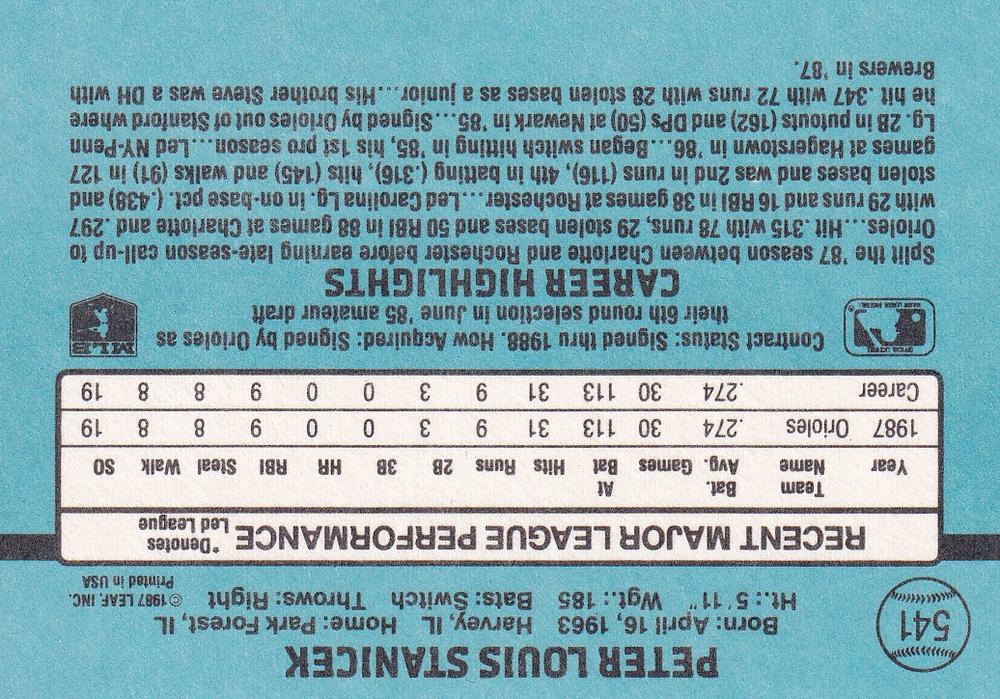 541
PETER LOUIS STANICEK
Born: April 16, 1963 Harvey, IL Home: Park Forest, IL
Ht.: 5'11" Wgt.: 185 Bats: Switch Throws: Right
©1987 LEAF, INC.
Printed in USA
RECENT MAJOR LEAGUE PERFORMANCE *Denotes Led League
Year Team Name Bat. Avg. Games At Bat Hits Runs 2B 3B HR RBI Steal Walk SO
1987 Orioles .274 30 113 31 9 3 0 0 9 8 8 19
Career .274 30 113 31 9 3 0 0 9 8 8 19
Contract Status: Signed thru 1988. How Acquired: Signed by Orioles as
their 6th round selection in June '85 amateur draft
MLB
CAREER HIGHLIGHTS
Split the '87 season between Charlotte and Rochester before earning late-season call-up to
Orioles...Hit .315 with 78 runs, 29 stolen bases and 50 RBI in 88 games at Charlotte and .297
with 29 runs and 16 RBI in 38 games at Rochester...Led Carolina Lg. in on-base pct. (.438) and
stolen bases and was 2nd in runs (116), 4th in batting (.316), hits (145) and walks (91) in 127
games at Hagerstown in '86...Began switch hitting in '85, his 1st pro season...Led NY-Penn
Lg. 2B in putouts (162) and DPs (50) at Newark in '85...Signed by Orioles out of Stanford where
he hit .347 with 72 runs with 28 stolen bases as a junior...His brother Steve was a DH with
Brewers in '87.